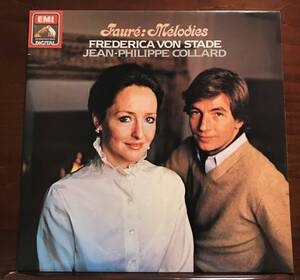 EMI
DIGITAL
Fauré: Mélodies
FREDERICA VON STADE
JEAN-PHILIPPE COLLARD